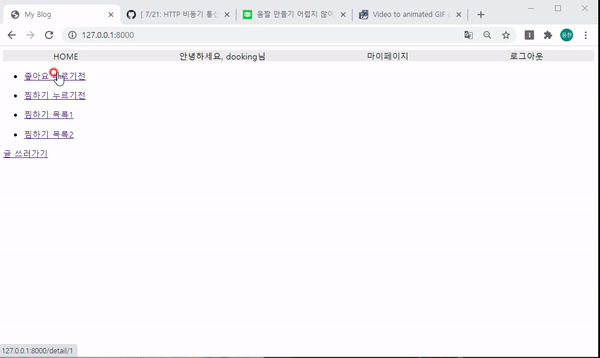 My Blog
[ 7/21: HTTP 비동기 통신
움짤 만들기 어렵지 않아
Video to animated GIF
127.0.0.1:8000
HOME 안녕하세요, dooking님 마이페이지 로그아웃
좋아요 누르기전
찜하기 누르기전
찜하기 목록1
찜하기 목록2
글 쓰러가기
127.0.0.1:8000/detail/1